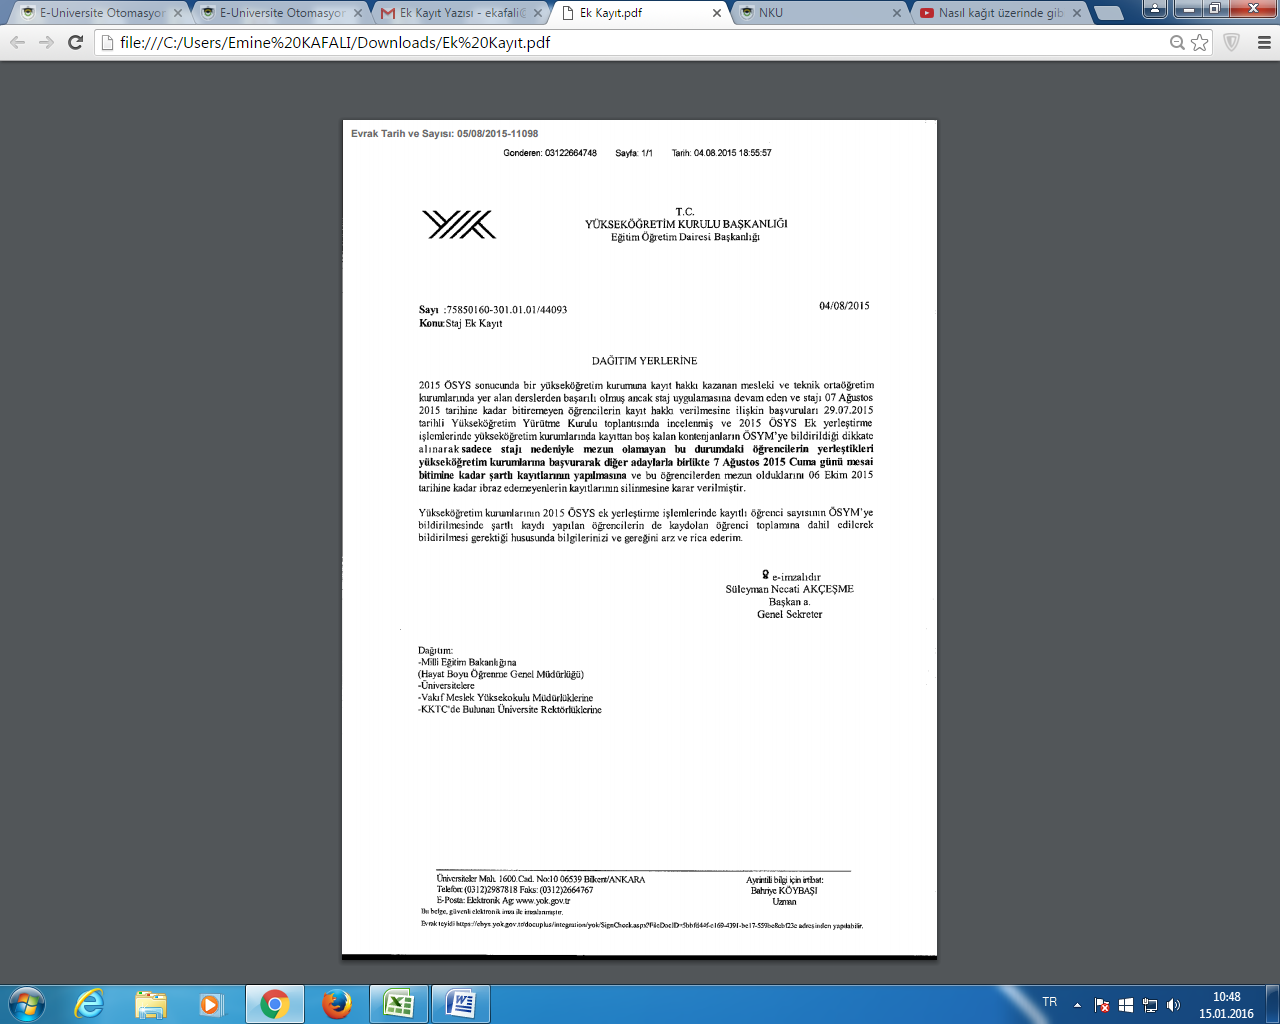 E-Universite Otomasyon
E-Universite Otomasyon
Ek Kayıt Yazısı - ekafali@
Ek Kayıt.pdf
NKU
Nasıl kağıt üzerinde gib
file:///C:/Users/Emine%20KAFALI/Downloads/Ek%20Kayıt.pdf
Evrak Tarih ve Sayısı: 05/08/2015-11098
Gonderen: 03122664748 Sayfa: 1/1 Tarih: 04.08.2015 18:55:57
T.C.
YÜKSEKÖĞRETİM KURULU BAŞKANLIĞI
Eğitim Öğretim Dairesi Başkanlığı
Sayı :75850160-301.01.01/44093
04/08/2015
Konu:Staj Ek Kayıt
DAĞITIM YERLERİNE
2015 ÖSYS sonucunda bir yükseköğretim kurumuna kayıt hakkı kazanan mesleki ve teknik ortaöğretim
kurumlarında yer alan derslerden başarılı olmuş ancak staj uygulamasına devam eden ve stajı 07 Ağustos
2015 tarihine kadar bitiremeyen öğrencilerin kayıt hakkı verilmesine ilişkin başvuruları 29.07.2015
tarihli Yükseköğretim Yürütme Kurulu toplantısında incelenmiş ve 2015 ÖSYS Ek yerleştirme
işlemlerinde yükseköğretim kurumlarında kayıttan boş kalan kontenjanların ÖSYM'ye bildirildiği dikkate
alınarak sadece stajı nedeniyle mezun olamayan bu durumdaki öğrencilerin yerleştikleri
yükseköğretim kurumlarına başvurarak diğer adaylarla birlikte 7 Ağustos 2015 Cuma günü mesai
bitimine kadar şartlı kayıtlarının yapılmasına ve bu öğrencilerden mezun olduklarını 06 Ekim 2015
tarihine kadar ibraz edemeyenlerin kayıtlarının silinmesine karar verilmiştir.
Yükseköğretim kurumlarının 2015 ÖSYS ek yerleştirme işlemlerinde kayıtlı öğrenci sayısının ÖSYM'ye
bildirilmesinde şartlı kaydı yapılan öğrencilerin de kaydolan öğrenci toplamına dahil edilerek
bildirilmesi gerektiği hususunda bilgilerinizi ve gereğini arz ve rica ederim.
e-imzalıdır
Süleyman Necati AKÇEŞME
Başkan a.
Genel Sekreter
Dağıtım:
-Milli Eğitim Bakanlığına
(Hayat Boyu Öğrenme Genel Müdürlüğü)
-Üniversitelere
-Vakıf Meslek Yüksekokulu Müdürlüklerine
-KKTC'de Bulunan Üniversite Rektörlüklerine
Üniversiteler Mah. 1600.Cad. No:10 06539 Bilkent/ANKARA
Telefon: (0312)2987818 Faks: (0312)2664767
E-Posta: Elektronik Ağ: www.yok.gov.tr
Ayrıntılı bilgi için irtibat:
Bahriye KÖYBAŞI
Uzman
Bu belge, güvenli elektronik imza ile imzalanmıştır.
Evrak teyidi adresinden yapılabilir.
TR
10:48
15.01.2016